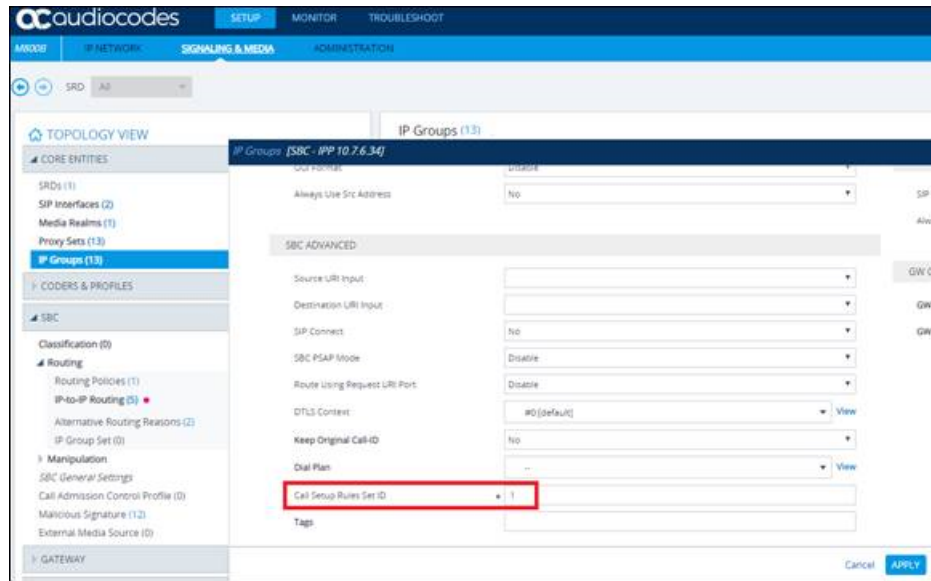 audiocodes
SETUP
MONITOR
TROUBLESHOOT
M800B
IP NETWORK
SIGNALING & MEDIA
ADMINISTRATION
SRD
All
TOPOLOGY VIEW
CORE ENTITIES
SRDs (1)
SIP Interfaces (2)
Media Realms (1)
Proxy Sets (13)
IP Groups (13)
CODERS & PROFILES
SBC
Classification (0)
Routing
Routing Policies (1)
IP-to-IP Routing (5)
Alternative Routing Reasons (2)
IP Group Set (0)
Manipulation
SBC General Settings
Call Admission Control Profile (0)
Malicious Signature (12)
External Media Source (0)
GATEWAY
IP Groups (13)
IP Groups [SBC - IPP 10.7.6.34]
Disable
Always Use Src Address
No
SBC ADVANCED
Source URI Input
Destination URI Input
SIP Connect
No
SBC PSAP Mode
Disable
Route Using Request URI Port
Disable
DTLS Context
#0 [default]
View
Keep Original Call-ID
No
Dial Plan
--
View
Call Setup Rules Set ID
1
Tags
SIP
GW
GW
Cancel
APPLY